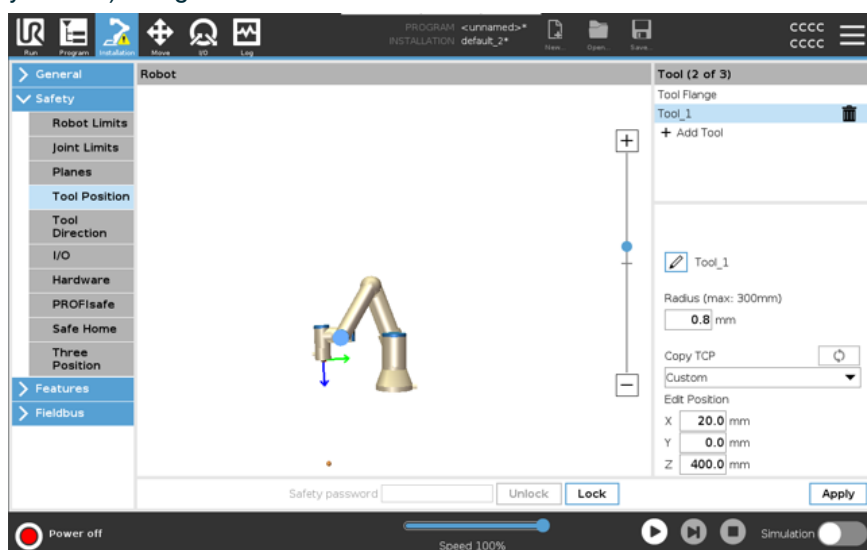 PROGRAM <unnamed>*
INSTALLATION default_2*
UR
Run Program Installation Move I/O Log
New... Open... Save...
cccc
cccc
General
Safety
Robot Limits
Joint Limits
Planes
Tool Position
Tool
Direction
I/O
Hardware
PROFIsafe
Safe Home
Three
Position
Features
Fieldbus
Robot
Tool (2 of 3)
Tool Flange
Tool_1
+ Add Tool
Tool_1
Radius (max: 300mm)
0.8 mm
Copy TCP
Custom
Edit Position
X 20.0 mm
Y 0.0 mm
Z 400.0 mm
Safety password Unlock Lock
Apply
Power off
Speed 100%
Simulation